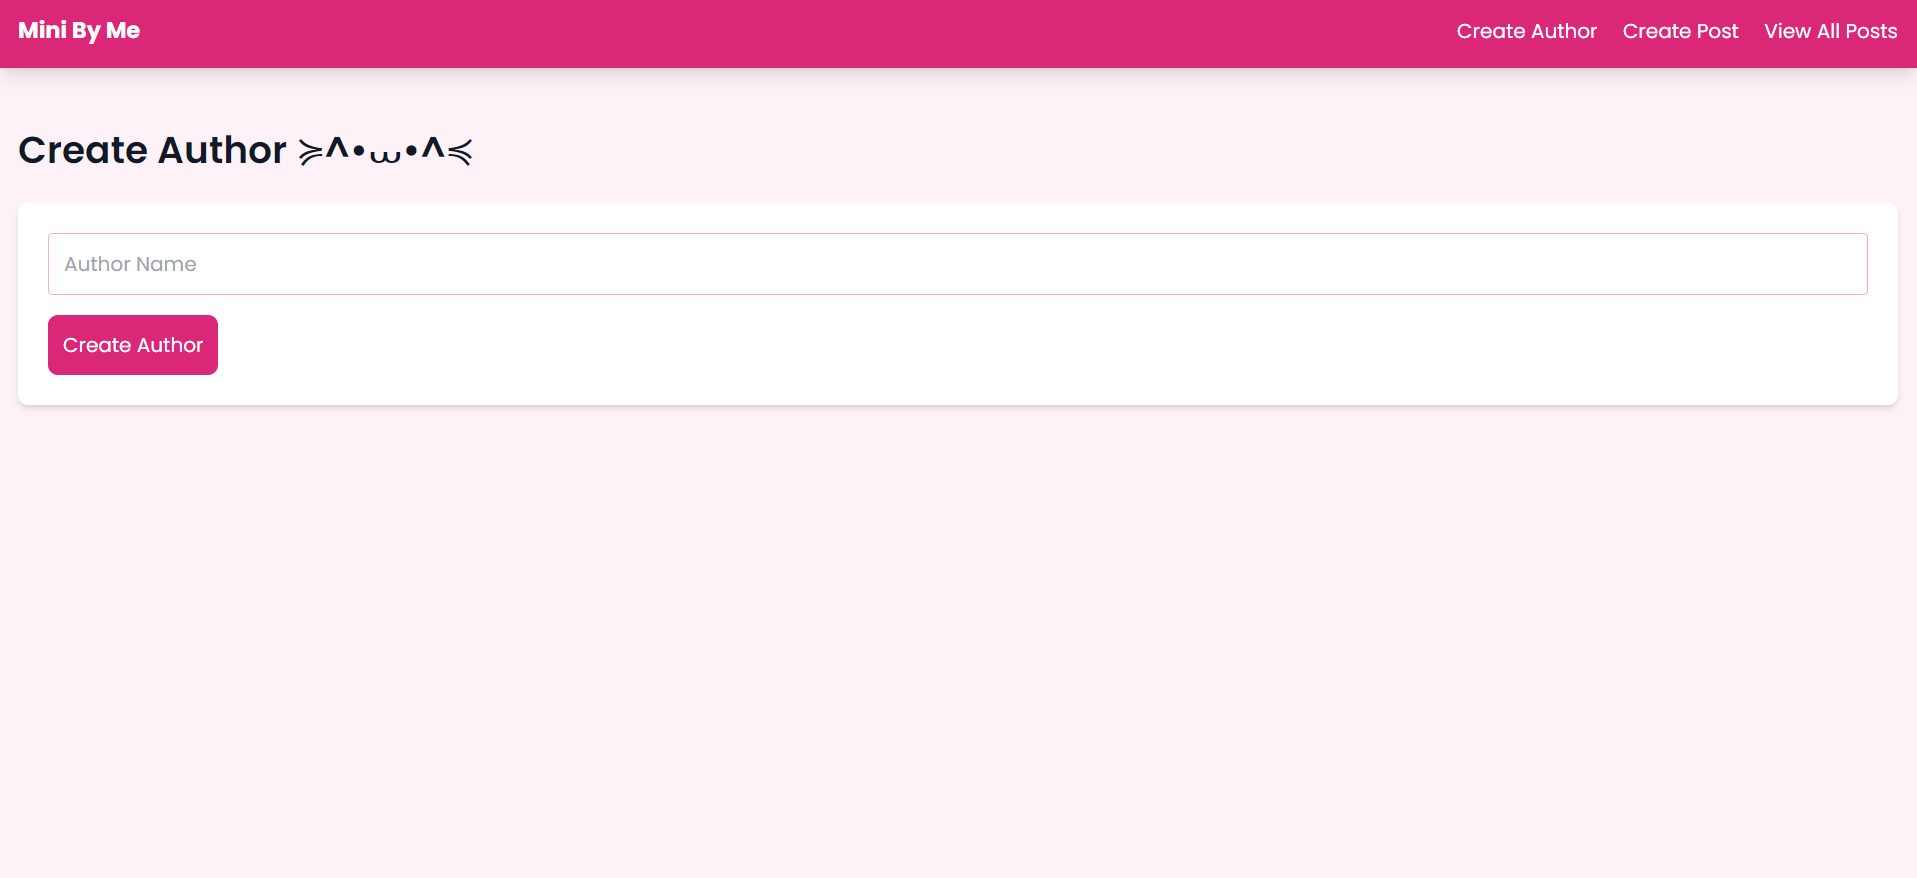 Mini By Me
Create Author Create Post View All Posts
Create Author ≽^•⩊•^≼
Author Name
Create Author